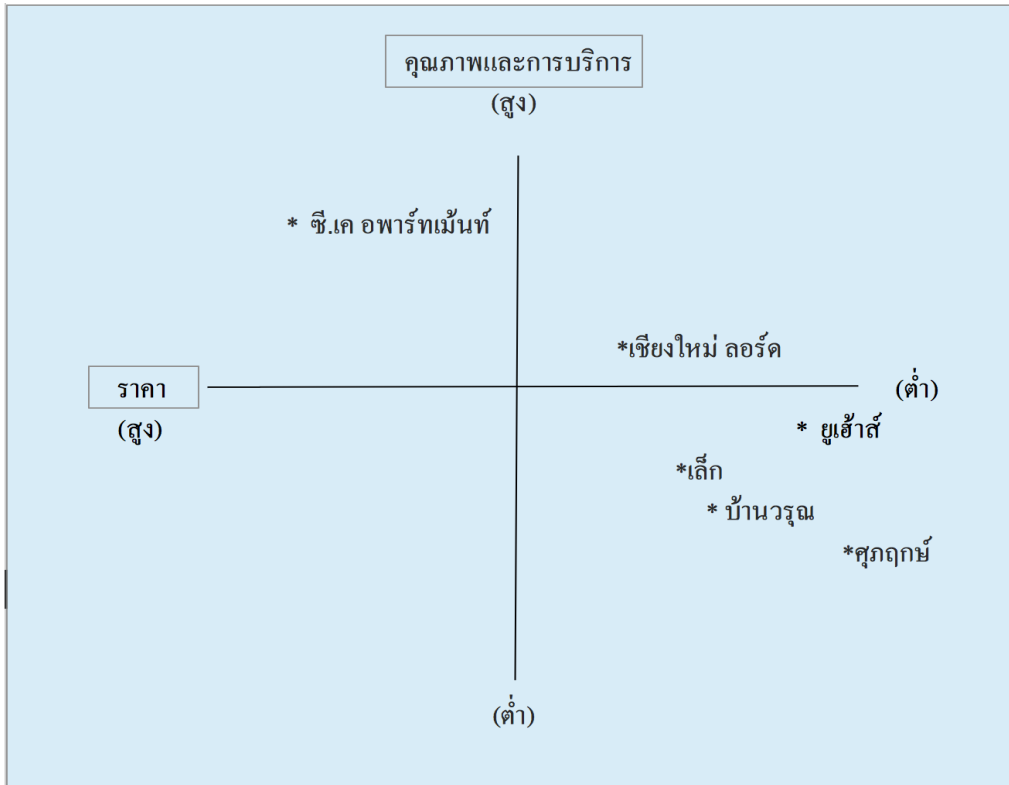 คุณภาพและการบริการ
(สูง)
* ซี.เค อพาร์ทเม้นท์
*เชียงใหม่ ลอร์ด
ราคา
(สูง)
(ต่ำ)
* ยูเฮ้าส์
*เล็ก
* บ้านวรุณ
*ศุภฤกษ์
(ต่ำ)